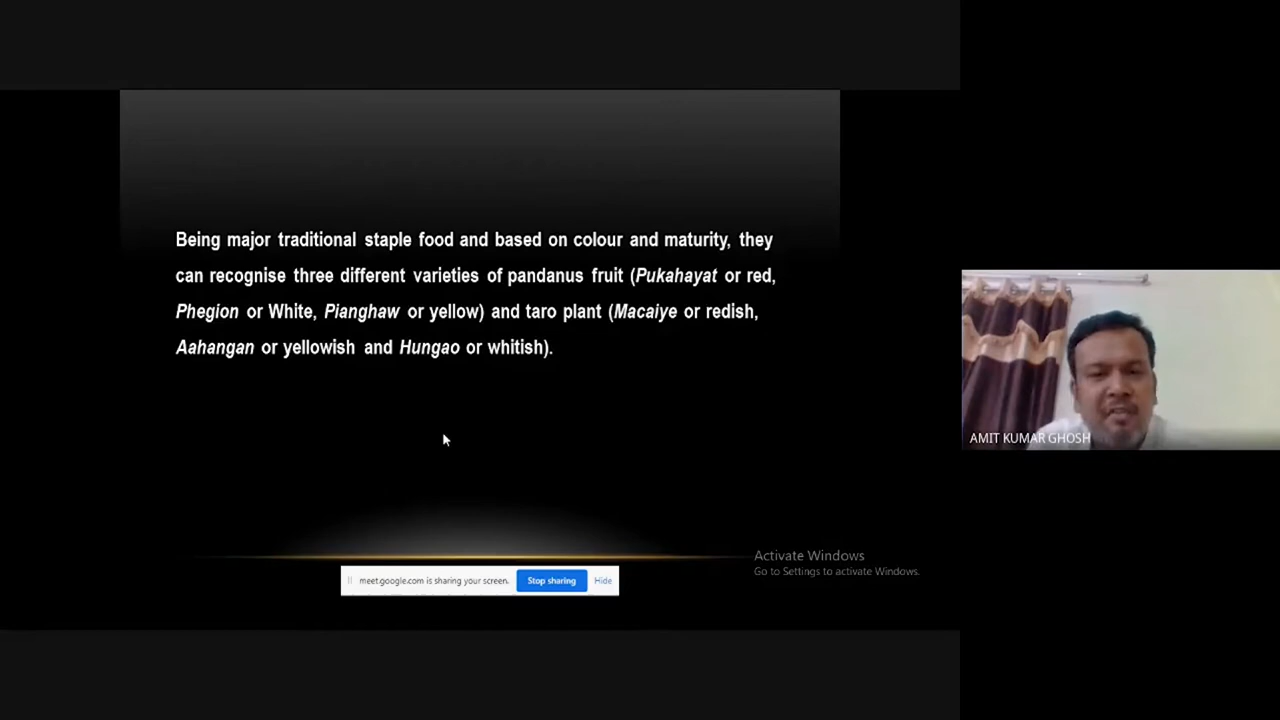 Being major traditional staple food and based on colour and maturity, they
can recognise three different varieties of pandanus fruit (Pukahayat or red,
Phegion or White, Pianghaw or yellow) and taro plant (Macaiye or redish,
Aahangan or yellowish and Hungao or whitish).
AMIT KUMAR GHOSH
Activate Windows
Go to Settings to activate Windows.
meet.google.com is sharing your screen.
Stop sharing
Hide